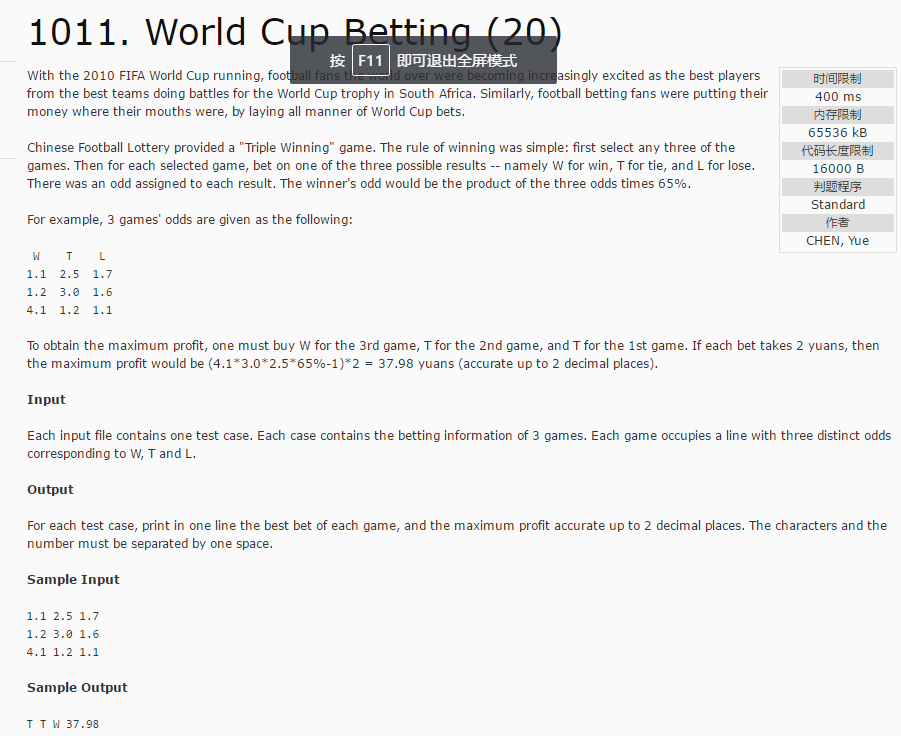 1011. World Cup Betting (20)
按 F11 即可退出全屏模式
With the 2010 FIFA World Cup running, football fans the world over were becoming increasingly excited as the best players
from the best teams doing battles for the World Cup trophy in South Africa. Similarly, football betting fans were putting their
money where their mouths were, by laying all manner of World Cup bets.
Chinese Football Lottery provided a "Triple Winning" game. The rule of winning was simple: first select any three of the
games. Then for each selected game, bet on one of the three possible results -- namely W for win, T for tie, and L for lose.
There was an odd assigned to each result. The winner's odd would be the product of the three odds times 65%.
For example, 3 games' odds are given as the following:
W T L
1.1 2.5 1.7
1.2 3.0 1.6
4.1 1.2 1.1
To obtain the maximum profit, one must buy W for the 3rd game, T for the 2nd game, and T for the 1st game. If each bet takes 2 yuans, then
the maximum profit would be (4.1*3.0*2.5*65%-1)*2 = 37.98 yuans (accurate up to 2 decimal places).
Input
Each input file contains one test case. Each case contains the betting information of 3 games. Each game occupies a line with three distinct odds
corresponding to W, T and L.
Output
For each test case, print in one line the best bet of each game, and the maximum profit accurate up to 2 decimal places. The characters and the
number must be separated by one space.
Sample Input
1.1 2.5 1.7
1.2 3.0 1.6
4.1 1.2 1.1
Sample Output
T T W 37.98
时间限制
400 ms
内存限制
65536 kB
代码长度限制
16000 B
判题程序
Standard
作者
CHEN, Yue